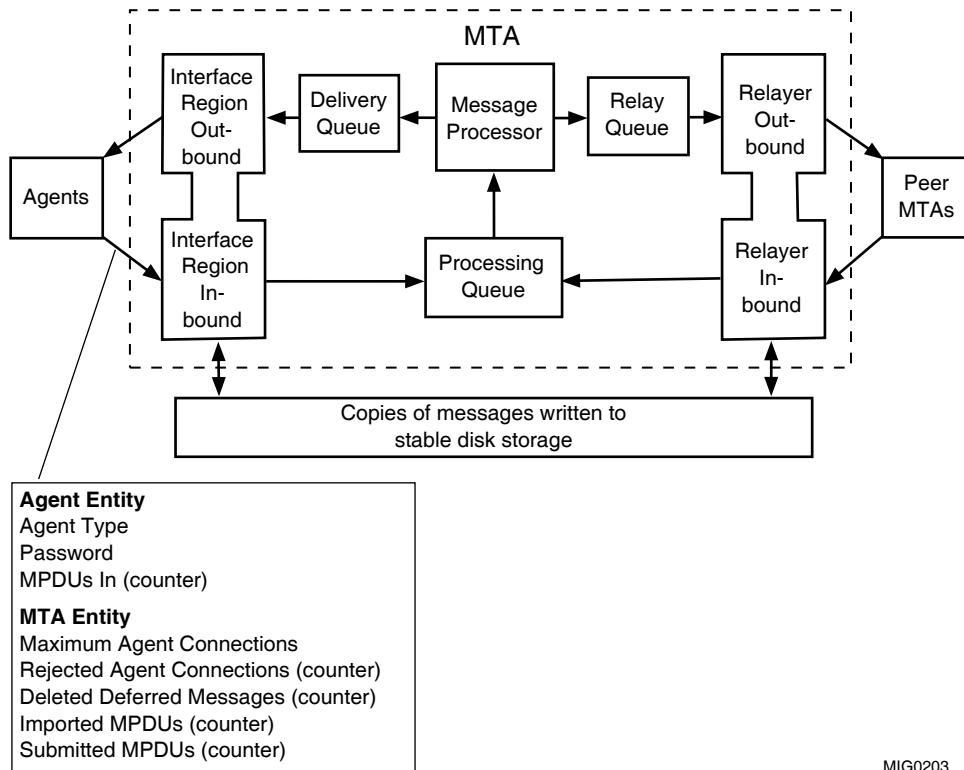 MTA
Interface
Region
Out-
bound
Delivery
Queue
Message
Processor
Relay
Queue
Relayer
Out-
bound
Agents
Peer
MTAs
Interface
Region
In-
bound
Processing
Queue
Relayer
In-
bound
Copies of messages written to
stable disk storage
Agent Entity
Agent Type
Password
MPDUs In (counter)
MTA Entity
Maximum Agent Connections
Rejected Agent Connections (counter)
Deleted Deferred Messages (counter)
Imported MPDUs (counter)
Submitted MPDUs (counter)
MIG0203